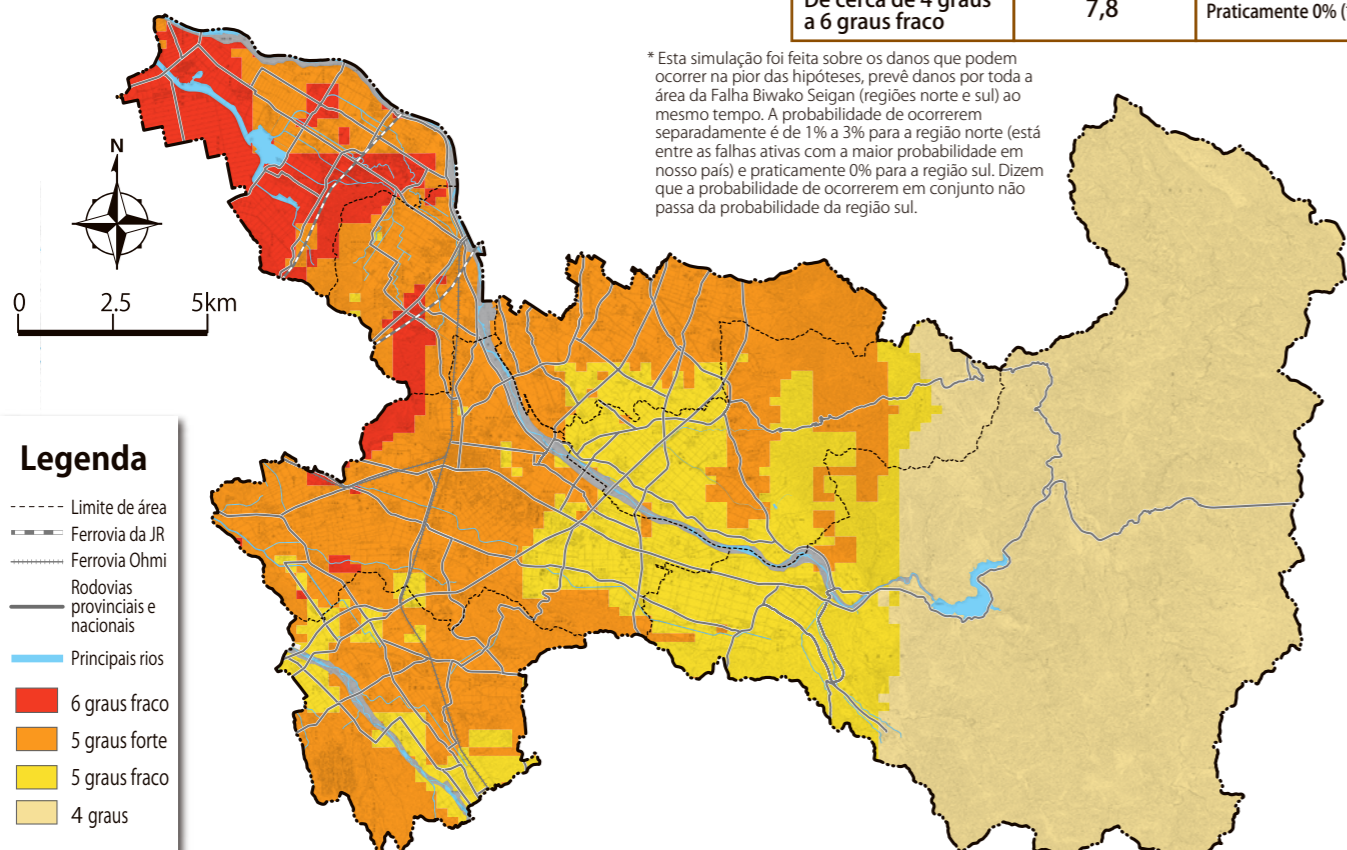 De cerca de 4 graus
a 6 graus fraco
7,8
Praticamente 0%
* Esta simulação foi feita sobre os danos que podem
ocorrer na pior das hipóteses, prevê danos por toda a
área da Falha Biwako Seigan (regiões norte e sul) ao
mesmo tempo. A probabilidade de ocorrerem
separadamente é de 1% a 3% para a região norte (está
entre as falhas ativas com a maior probabilidade em
nosso país) e praticamente 0% para a região sul. Dizem
que a probabilidade de ocorrerem em conjunto não
passa da probabilidade da região sul.
N
0 2.5 5km
Legenda
Limite de área
Ferrovia da JR
Ferrovia Ohmi
Rodovias
provinciais e
nacionais
Principais rios
6 graus fraco
5 graus forte
5 graus fraco
4 graus